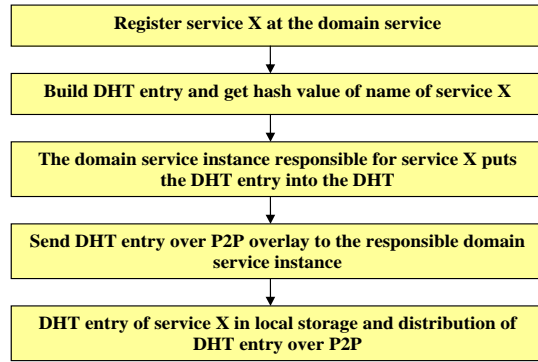 Register service X at the domain service
Build DHT entry and get hash value of name of service X
The domain service instance responsible for service X puts
the DHT entry into the DHT
Send DHT entry over P2P overlay to the responsible domain
service instance
DHT entry of service X in local storage and distribution of
DHT entry over P2P